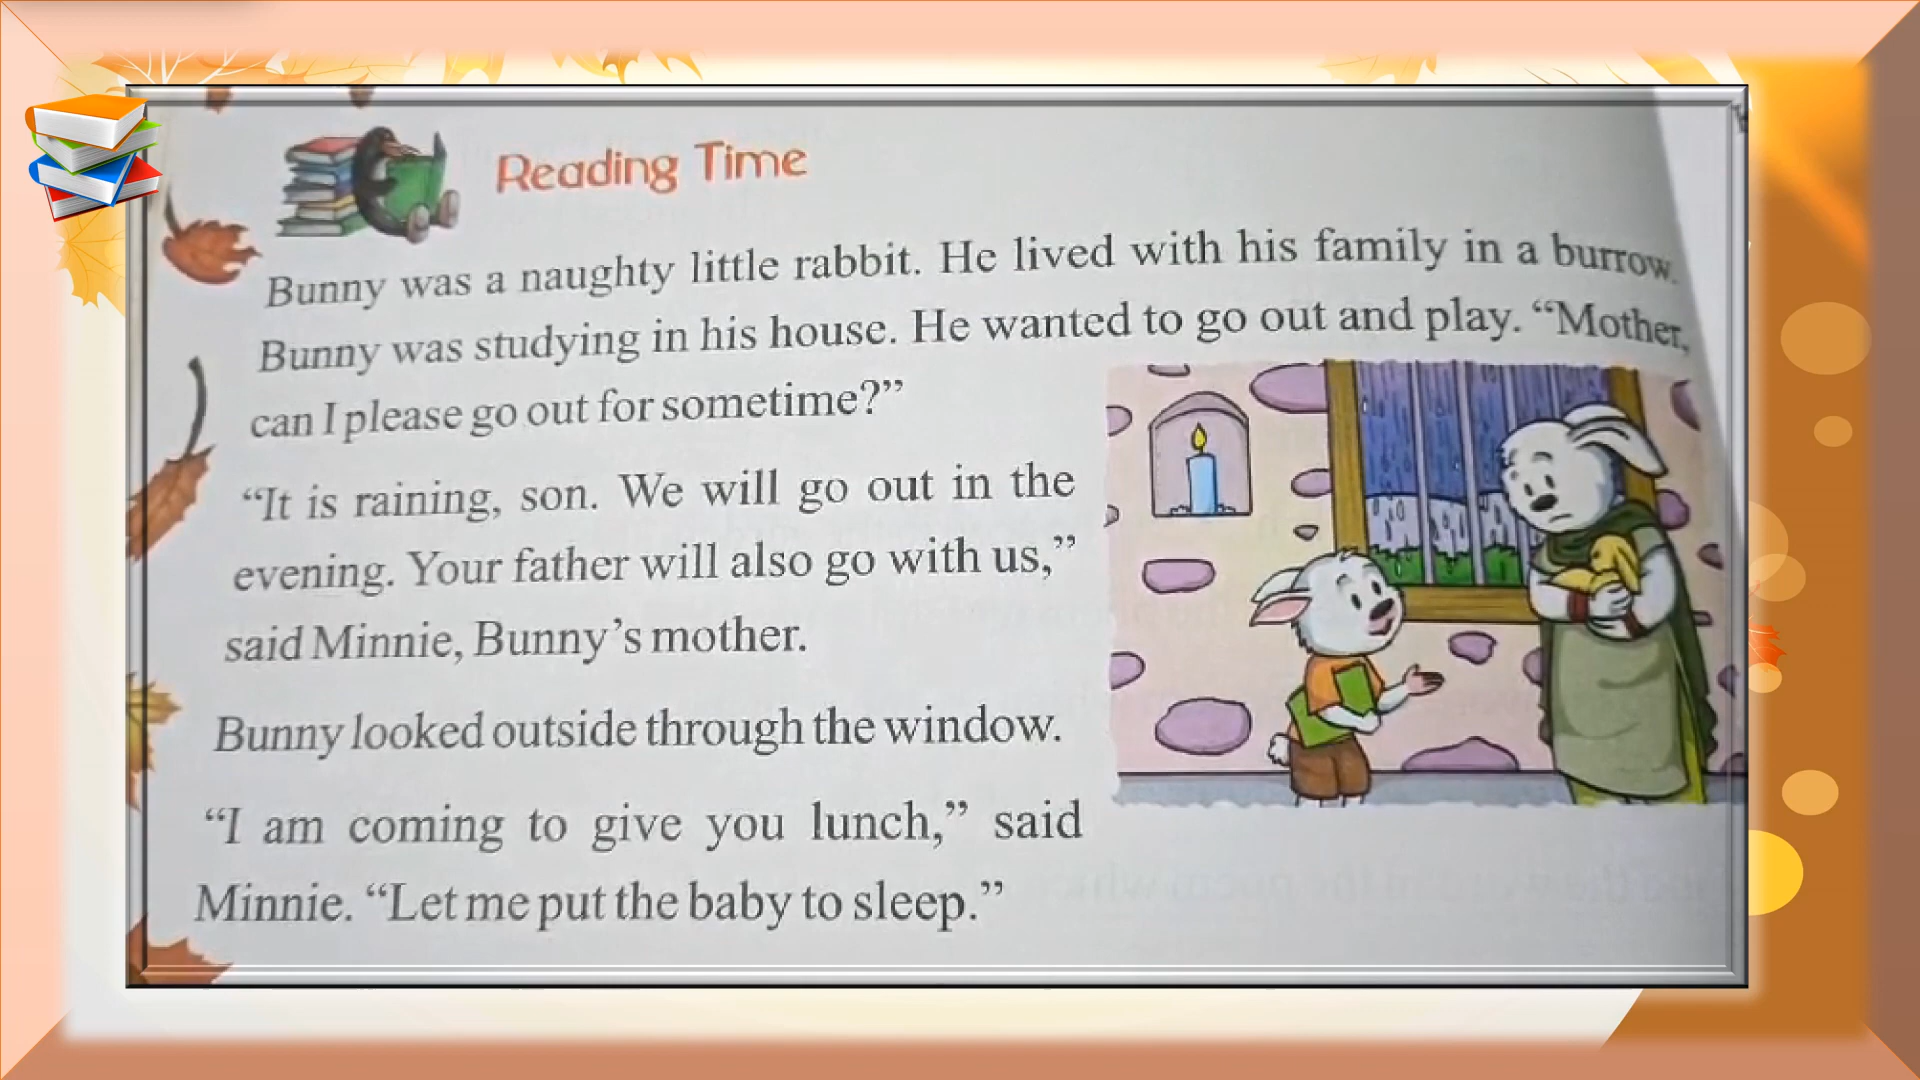 Reading Time
Bunny was a naughty little rabbit. He lived with his family in a burrow.
Bunny was studying in his house. He wanted to go out and play. “Mother,
can I please go out for sometime?”
“It is raining, son. We will go out in the
evening. Your father will also go with us,”
said Minnie, Bunny’s mother.
Bunny looked outside through the window.
“I am coming to give you lunch,” said
Minnie. “Let me put the baby to sleep.”